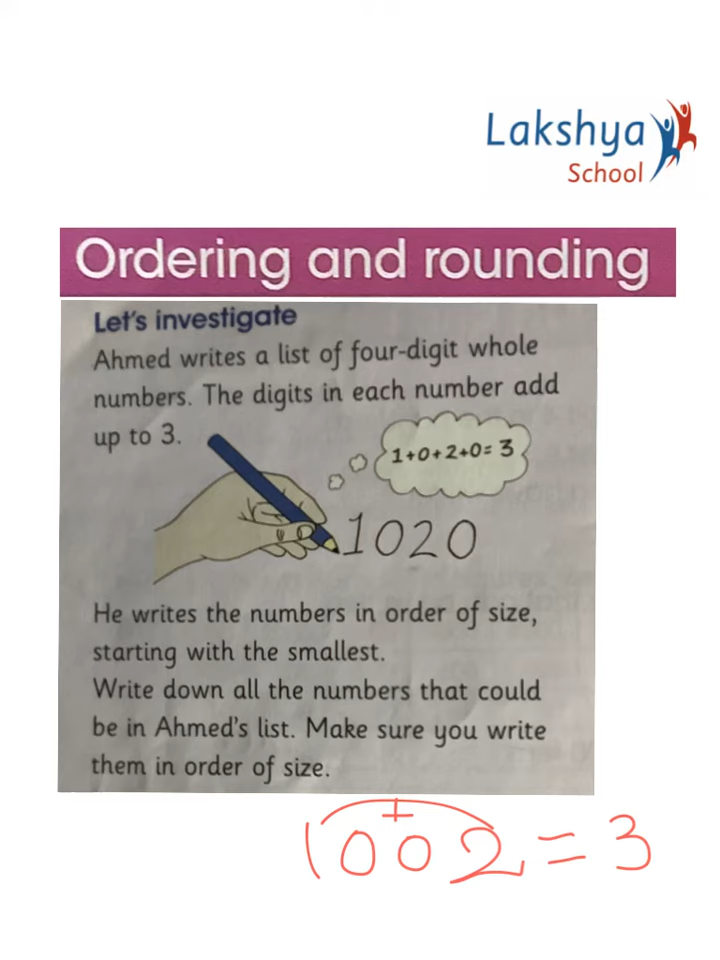 Lakshya
School
Ordering and rounding
Let's investigate
Ahmed writes a list of four-digit whole
numbers. The digits in each number add
up to 3.
1+0+2+0=3
1020
He writes the numbers in order of size,
starting with the smallest.
Write down all the numbers that could
be in Ahmed's list. Make sure you write
them in order of size.
+
1002=3